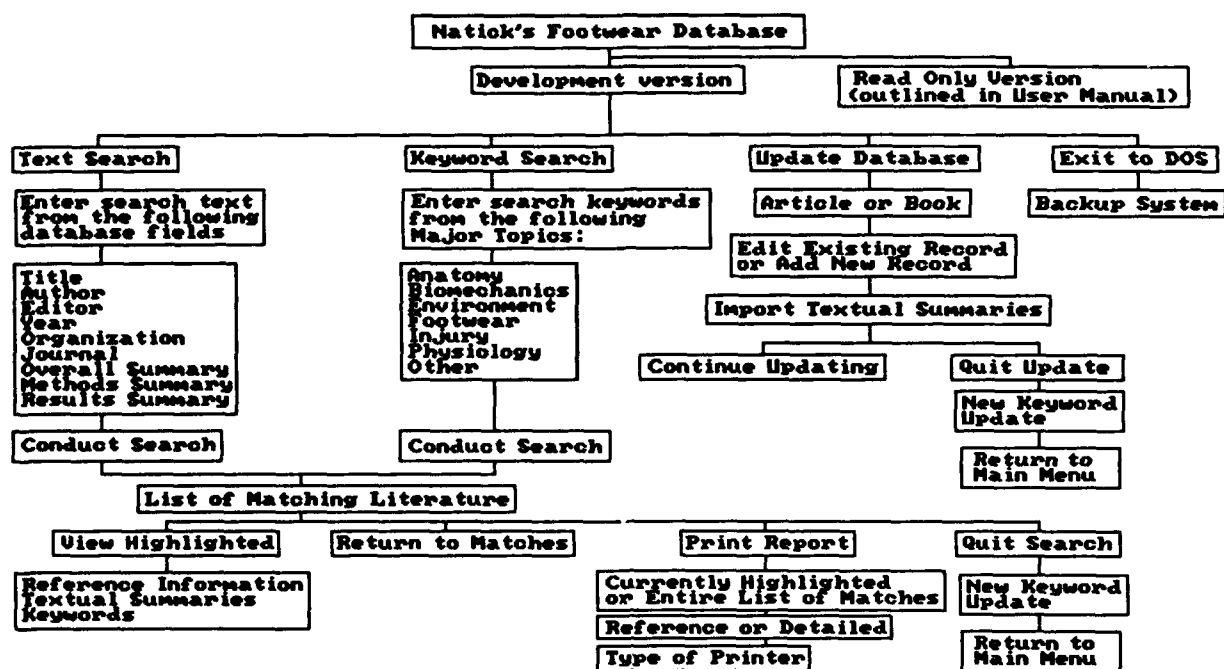 Natick's Footwear Database
Development version
Read Only Version
(outlined in User Manual)
Text Search
Keyword Search
Update Database
Exit to DOS
Enter search text
from the following
database fields
Enter search keywords
from the following
Major Topics:
Article or Book
Backup System
Edit Existing Record
or Add New Record
Title
Author
Editor
Year
Organization
Journal
Overall Summary
Methods Summary
Results Summary
Anatomy
Biomechanics
Environment
Footwear
Injury
Physiology
Other
Import Textual Summaries
Continue Updating
Quit Update
New Keyword
Update
Return to
Main Menu
Conduct Search
Conduct Search
List of Matching Literature
View Highlighted
Return to Matches
Print Report
Quit Search
Reference Information
Textual Summaries
Keywords
Currently Highlighted
or Entire List of Matches
Reference or Detailed
Type of Printer
New Keyword
Update
Return to
Main Menu